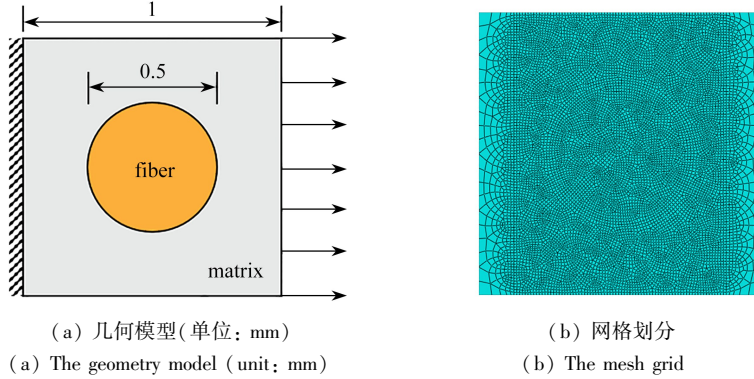 1
0.5
fiber
matrix
(a) 几何模型(单位: mm)
(a) The geometry model (unit: mm)
(b) 网格划分
(b) The mesh grid